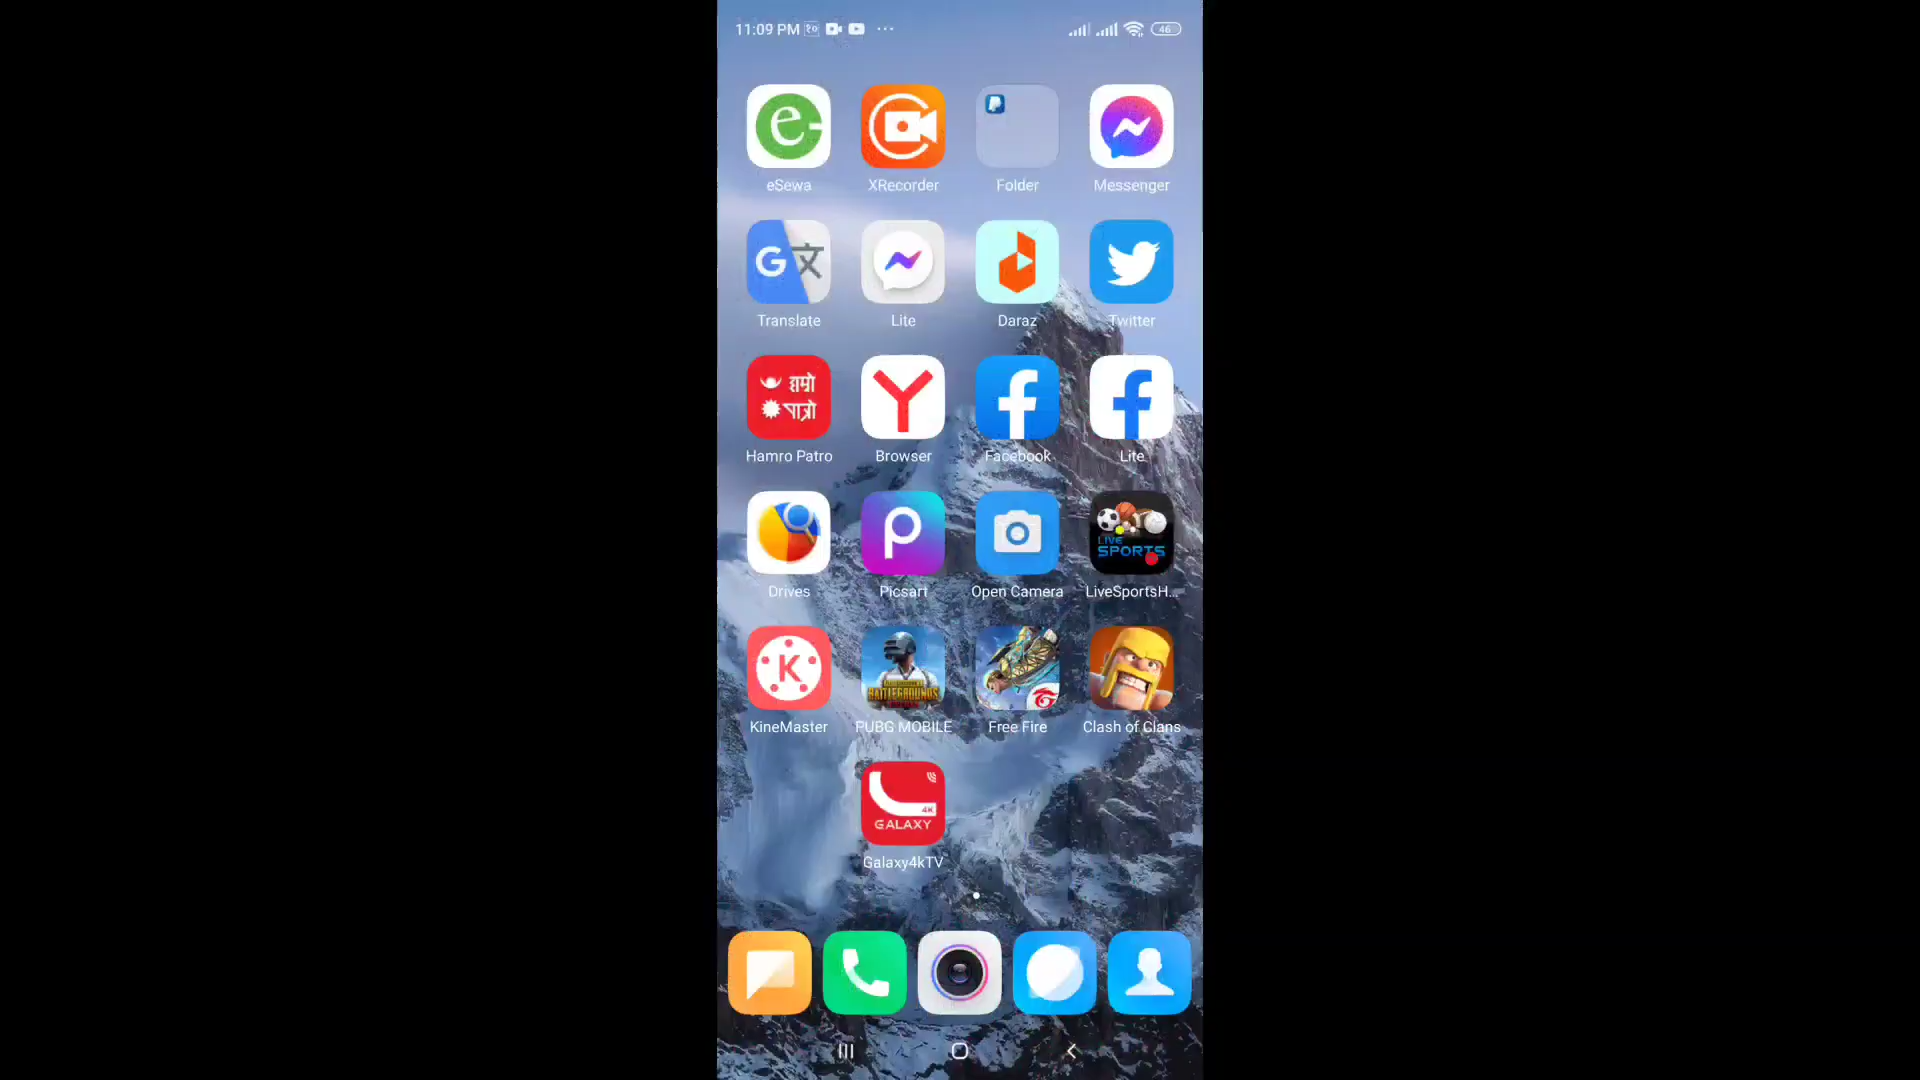 11:09 PM
46
eSewa
XRecorder
Folder
Messenger
Translate
Lite
Daraz
Twitter
हाम्रो
पात्रो
Hamro Patro
Browser
Facebook
Lite
LIVE
SPORTS
Drives
Picsart
Open Camera
LiveSportsH...
BATTLEGROUNDS
KineMaster
PUBG MOBILE
Free Fire
Clash of Clans
4K
GALAXY
Galaxy4kTV